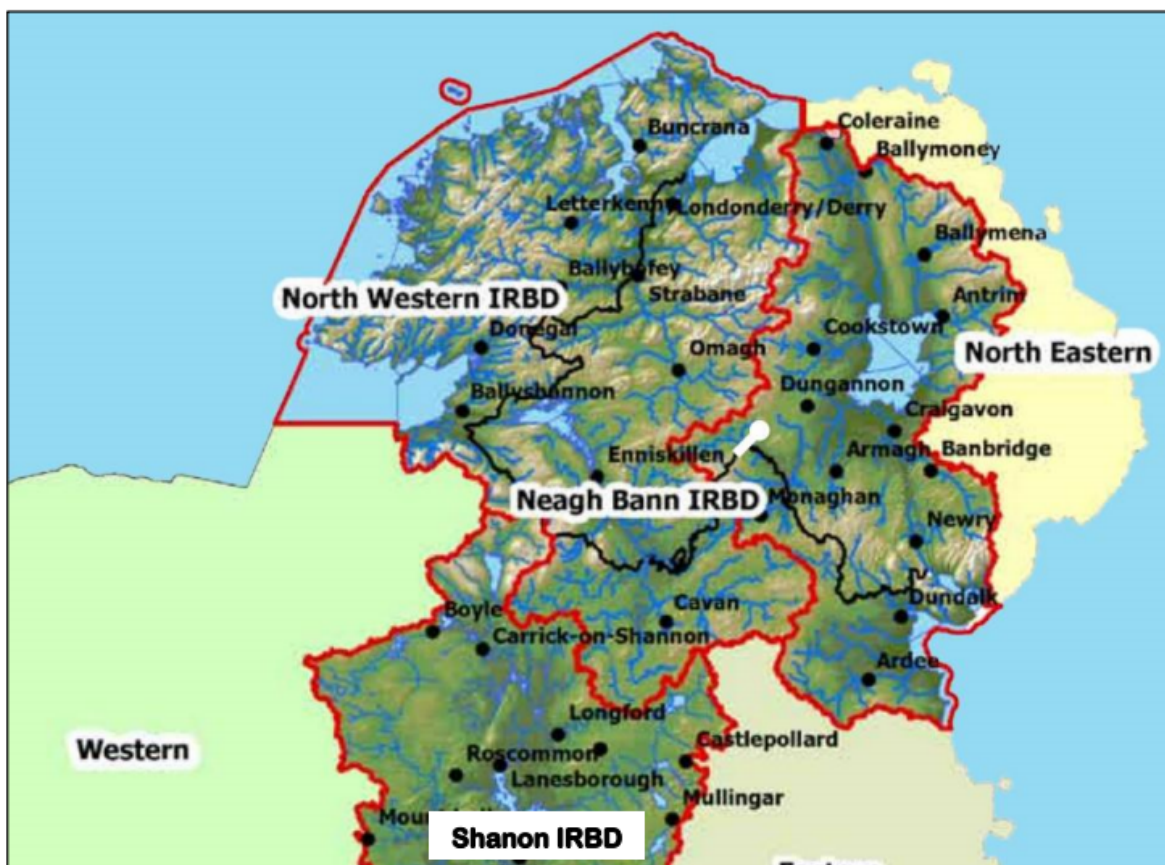 Buncrana
Coleraine
Ballymoney
Letterkenny
Londonderry/Derry
Ballymena
Ballybofey
North Western IRBD
Strabane
Antrim
Donegal
Cookstown
North Eastern
Omagh
Dungannon
Ballyshannon
Craigavon
Enniskillen
Armagh
Banbridge
Neagh Bann IRBD
Monaghan
Newry
Dundalk
Cavan
Boyle
Carrick-on-Shannon
Ardee
Longford
Western
Roscommon
Castlepollard
Lanesborough
Mullingar
Shanon IRBD